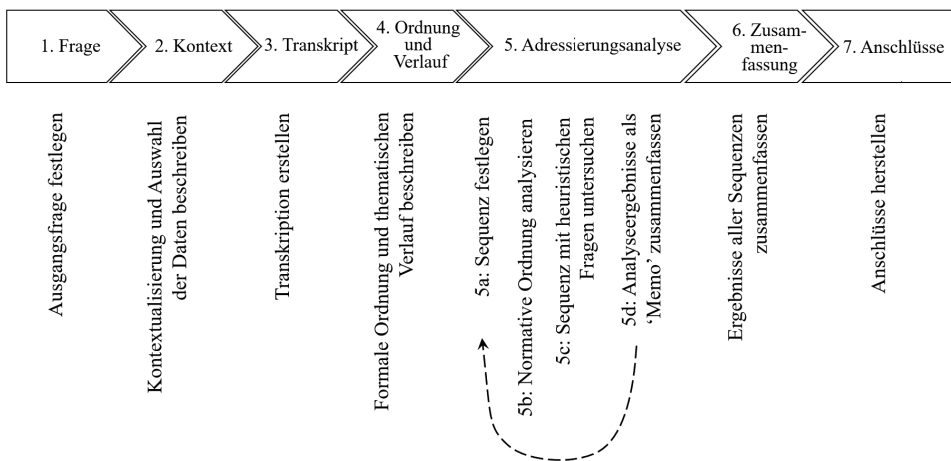 1. Frage
2. Kontext
3. Transkript
4. Ordnung
und
Verlauf
5. Adressierungsanalyse
6. Zusam-
men-
fassung
7. Anschlüsse
Ausgangsfrage festlegen
Kontextualisierung und Auswahl
der Daten beschreiben
Transkription erstellen
Formale Ordnung und thematischen
Verlauf beschreiben
5a: Sequenz festlegen
5b: Normative Ordnung analysieren
5c: Sequenz mit heuristischen
Fragen untersuchen
5d: Analyseergebnisse als
‘Memo’ zusammenfassen
Ergebnisse aller Sequenzen
zusammenfassen
Anschlüsse herstellen